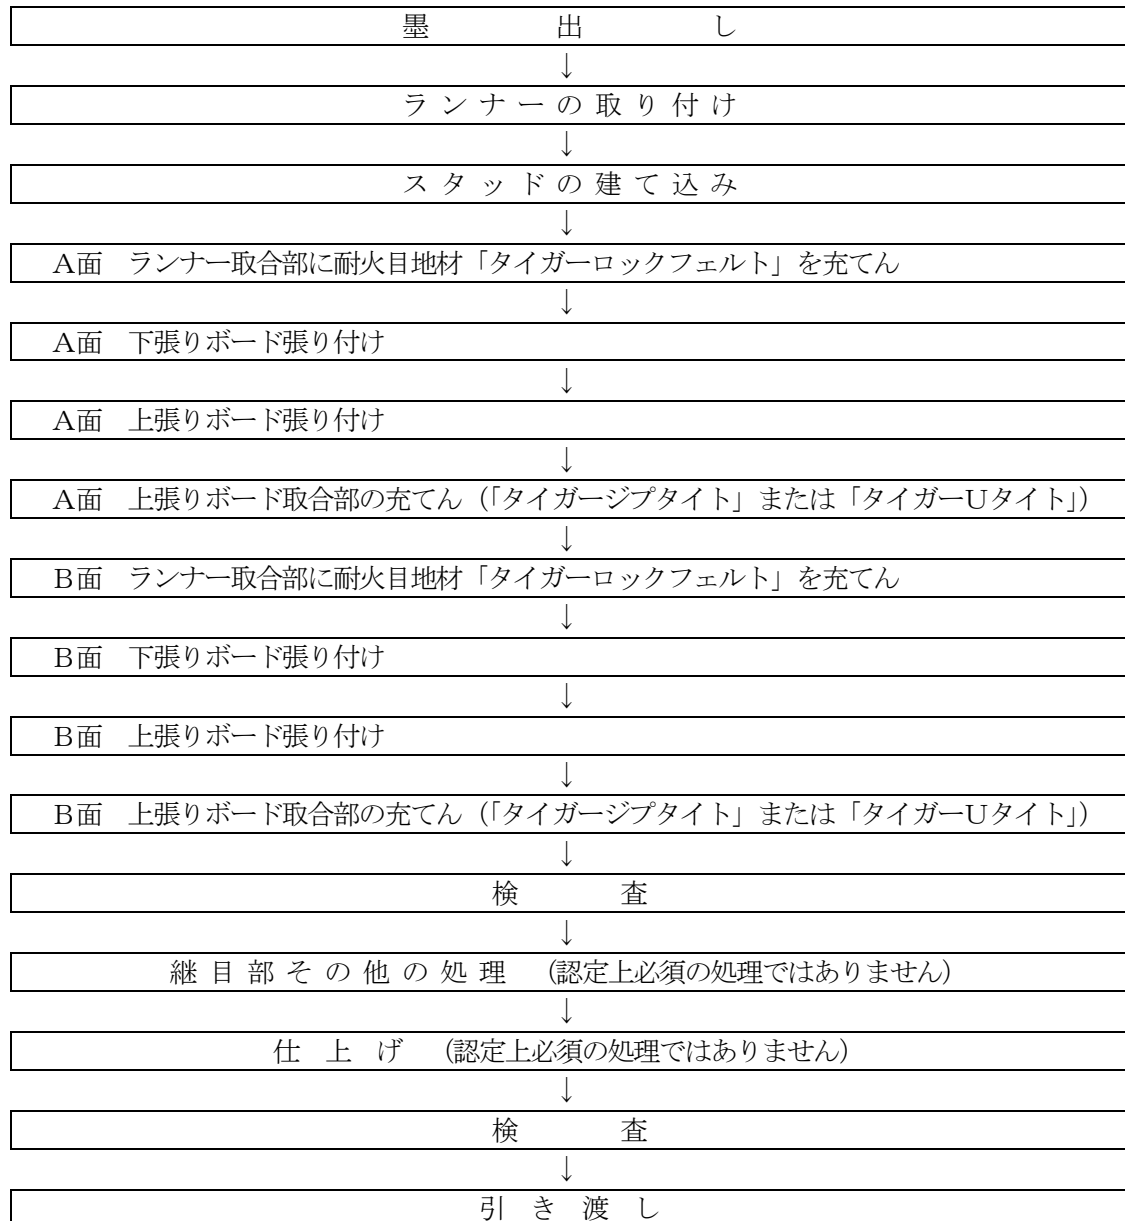 墨出し
↓
ランナーの取り付け
↓
スタッドの建て込み
↓
A面 ランナー取合部に耐火目地材「タイガーロックフェルト」を充てん
↓
A面 下張りボード張り付け
↓
A面 上張りボード張り付け
↓
A面 上張りボード取合部の充てん(「タイガージプタイト」または「タイガーUタイト」)
↓
B面 ランナー取合部に耐火目地材「タイガーロックフェルト」を充てん
↓
B面 下張りボード張り付け
↓
B面 上張りボード張り付け
↓
B面 上張りボード取合部の充てん(「タイガージプタイト」または「タイガーUタイト」)
↓
検査
↓
継目部その他の処理 (認定上必須の処理ではありません)
↓
仕上げ (認定上必須の処理ではありません)
↓
検査
↓
引き渡し